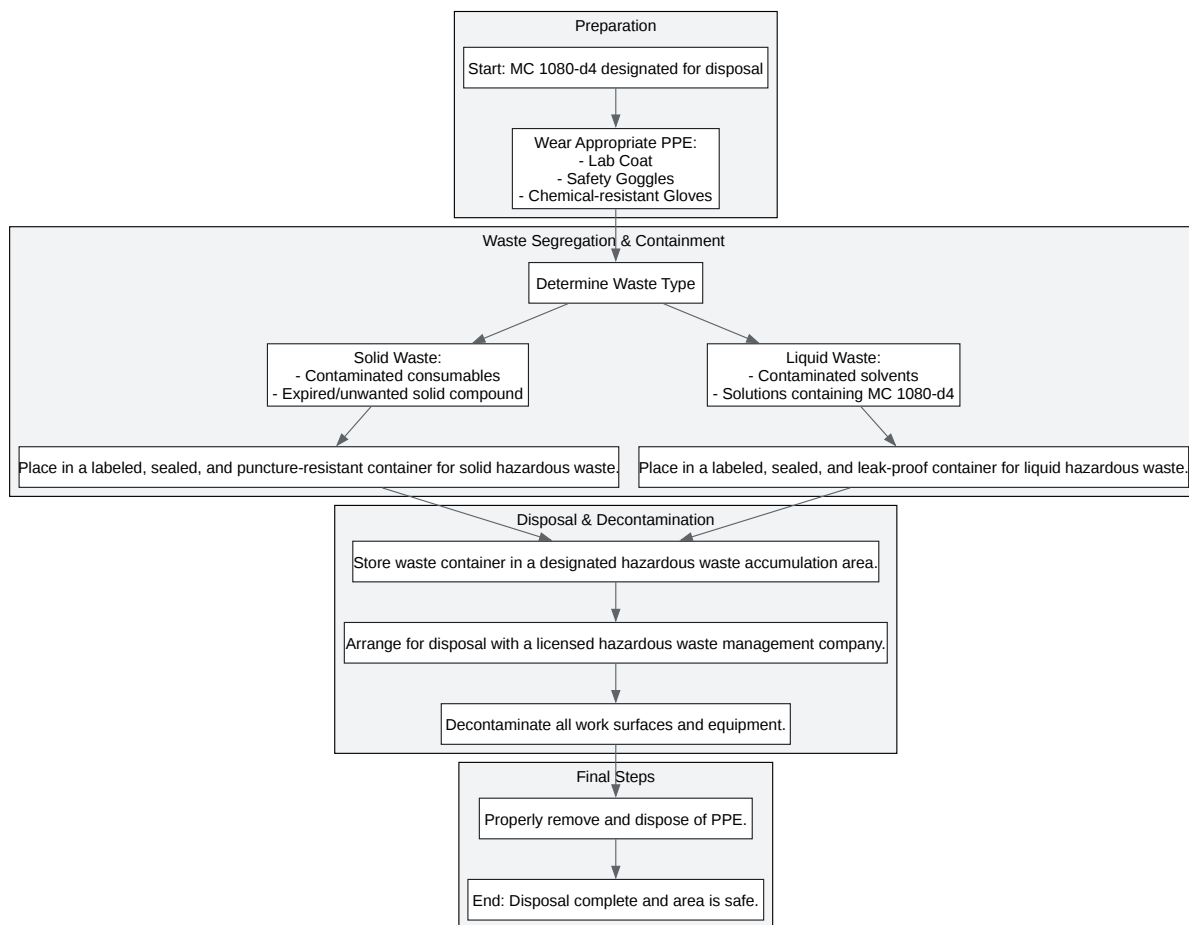 Preparation
Start: MC 1080-d4 designated for disposal
Wear Appropriate PPE:
- Lab Coat
- Safety Goggles
- Chemical-resistant Gloves
Waste Segregation & Containment
Determine Waste Type
Solid Waste:
- Contaminated consumables
- Expired/unwanted solid compound
Liquid Waste:
- Contaminated solvents
- Solutions containing MC 1080-d4
Place in a labeled, sealed, and puncture-resistant container for solid hazardous waste.
Place in a labeled, sealed, and leak-proof container for liquid hazardous waste.
Disposal & Decontamination
Store waste container in a designated hazardous waste accumulation area.
Arrange for disposal with a licensed hazardous waste management company.
Decontaminate all work surfaces and equipment.
Final Steps
Properly remove and dispose of PPE.
End: Disposal complete and area is safe.